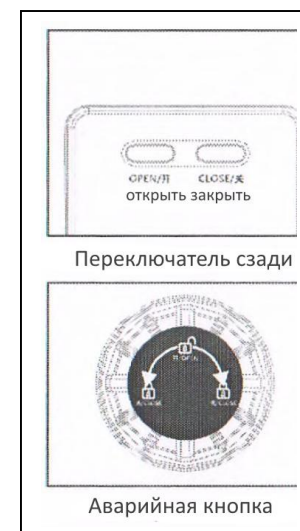 OPEN/开 CLOSE/关
открыть закрыть
Переключатель сзади
Аварийная кнопка